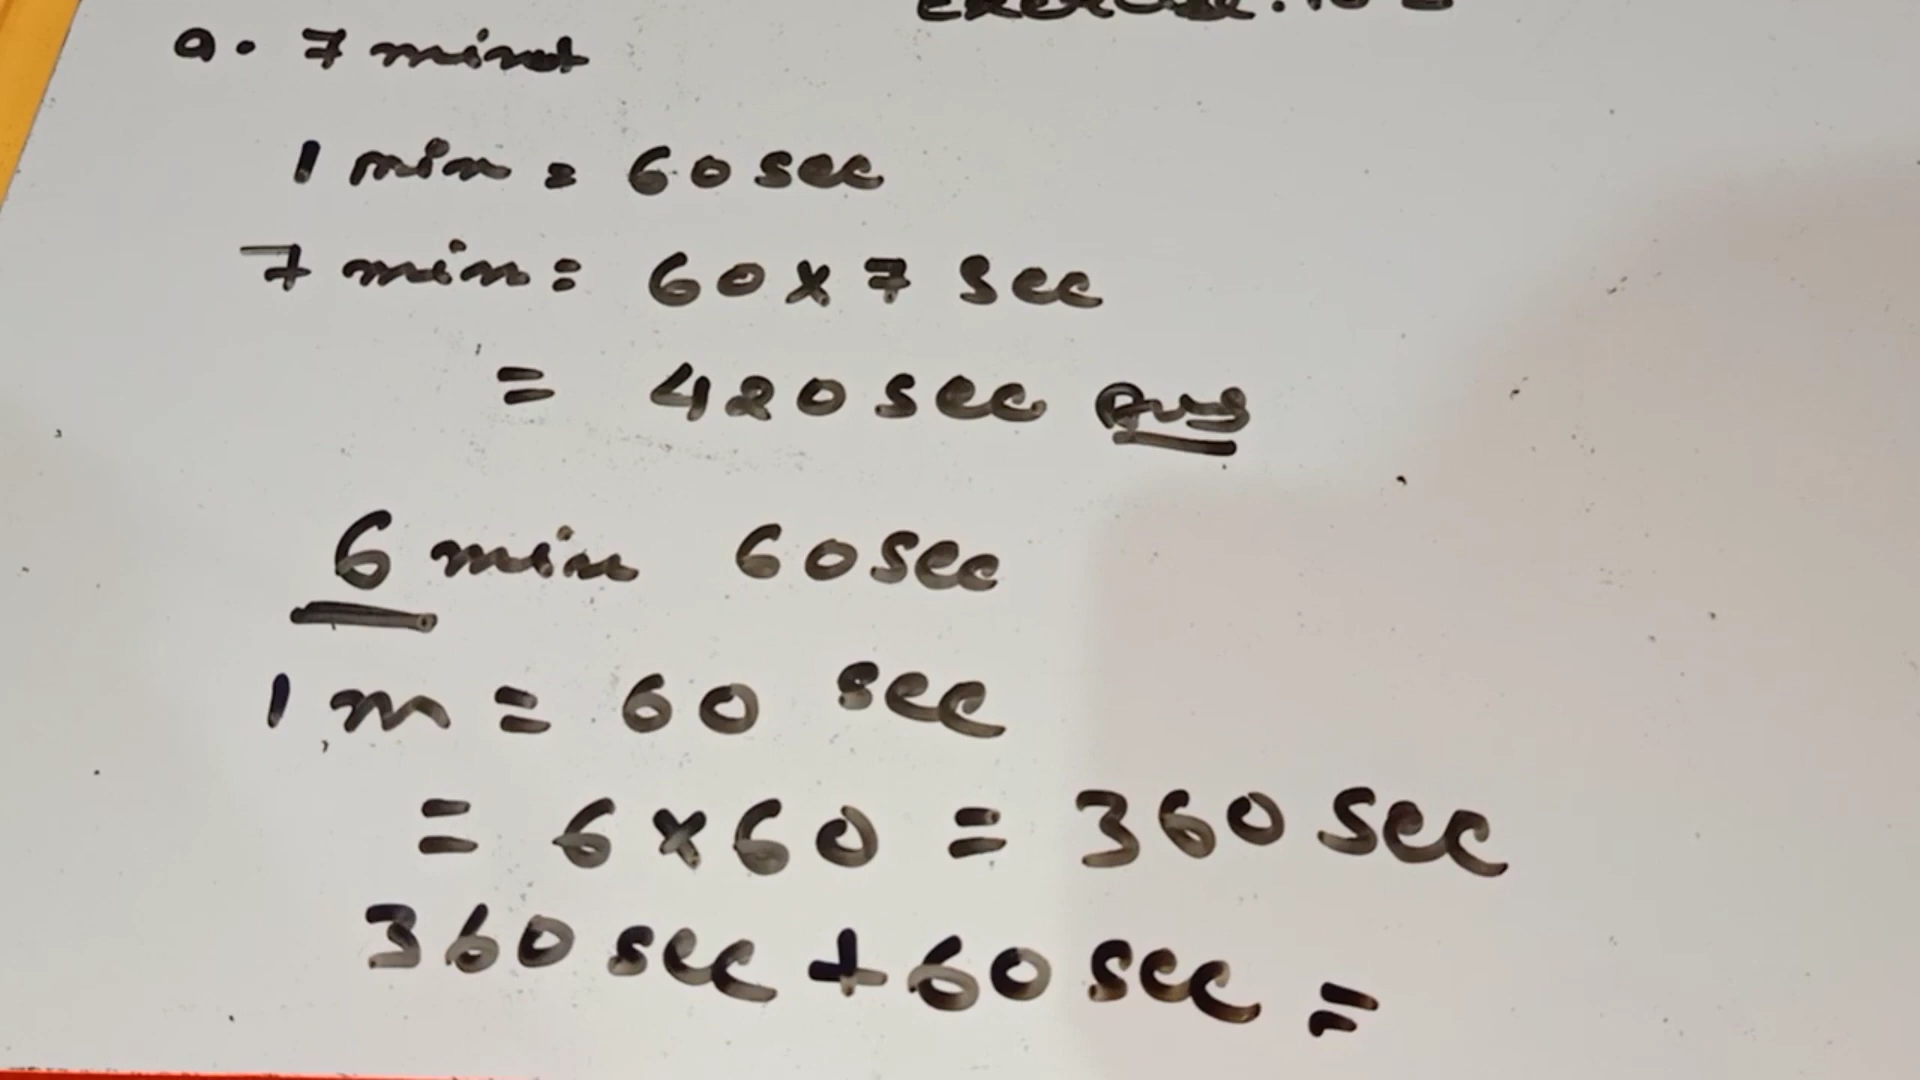 a. 7 minut
1 min = 60 sec
7 min = 60 x 7 sec
= 420 sec Ans
6 min 60 sec
1 m = 60 sec
= 6 x 60 = 360 sec
360 sec + 60 sec =